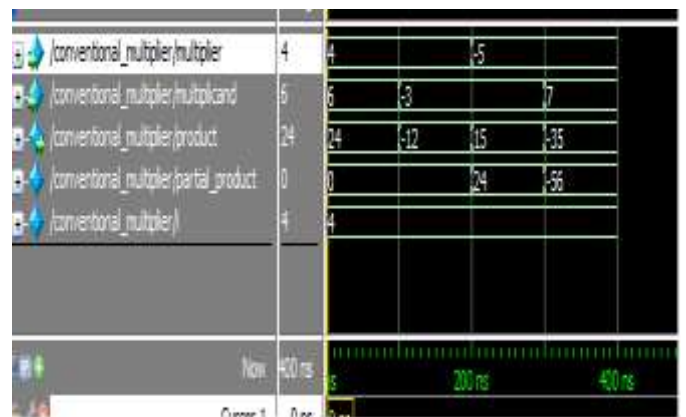 /conventional_multiplier/multiplier 4 4 -5
/conventional_multiplier/multiplicand 6 6 -3 7
/conventional_multiplier/product 24 24 -12 15 -35
/conventional_multiplier/partial_product 0 0 24 -56
/conventional_multiplier/i 4 4
Now 400 ns 200 ns 400 ns
Cursor 1 0 ns